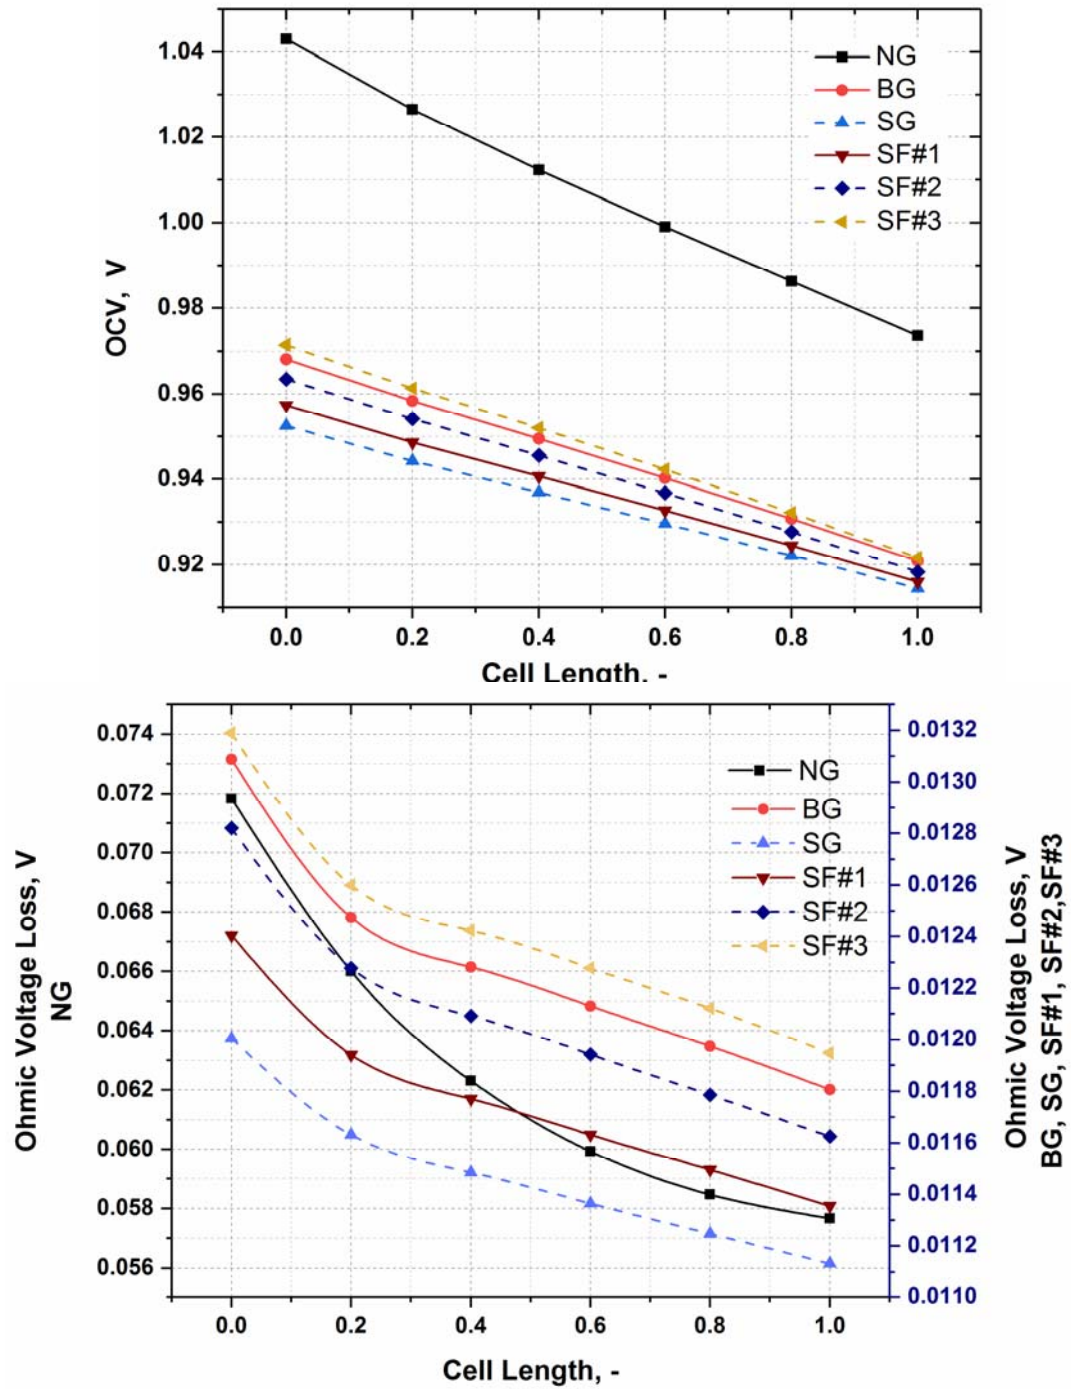 1.04
1.02
1.00
0.98
0.96
0.94
0.92
OCV, V
NG
BG
SG
SF#1
SF#2
SF#3
0.0 0.2 0.4 0.6 0.8 1.0
Cell Length, -
0.074
0.072
0.070
0.068
0.066
0.064
0.062
0.060
0.058
0.056
Ohmic Voltage Loss, V
NG
NG
BG
SG
SF#1
SF#2
SF#3
0.0132
0.0130
0.0128
0.0126
0.0124
0.0122
0.0120
0.0118
0.0116
0.0114
0.0112
0.0110
Ohmic Voltage Loss, V
BG, SG, SF#1, SF#2,SF#3
0.0 0.2 0.4 0.6 0.8 1.0
Cell Length, -